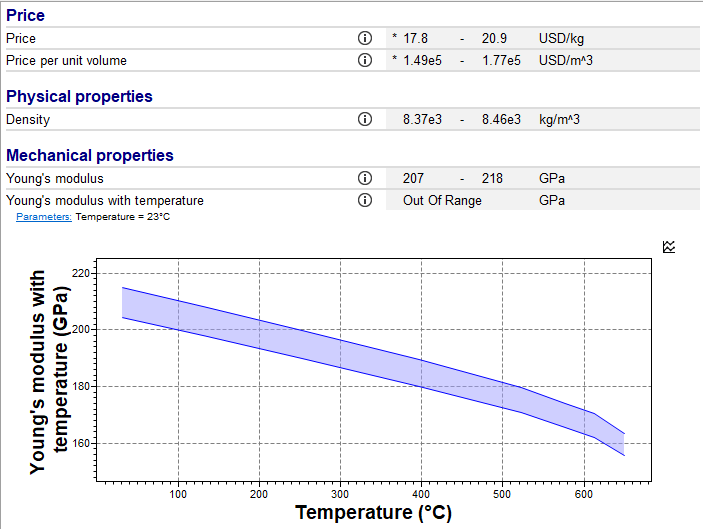 Price
Price * 17.8 - 20.9 USD/kg
Price per unit volume * 1.49e5 - 1.77e5 USD/m^3
Physical properties
Density 8.37e3 - 8.46e3 kg/m^3
Mechanical properties
Young's modulus 207 - 218 GPa
Young's modulus with temperature Out Of Range GPa
Parameters: Temperature = 23°C
Young's modulus with
temperature (GPa)
220
200
180
160
100 200 300 400 500 600
Temperature (°C)